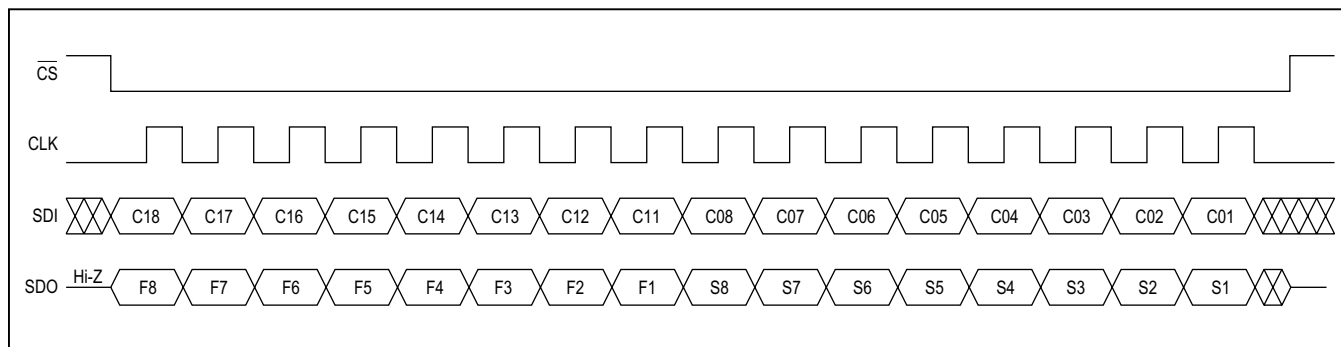 C̅S̅
CLK
SDI C18 C17 C16 C15 C14 C13 C12 C11 C08 C07 C06 C05 C04 C03 C02 C01
SDO Hi-Z F8 F7 F6 F5 F4 F3 F2 F1 S8 S7 S6 S5 S4 S3 S2 S1